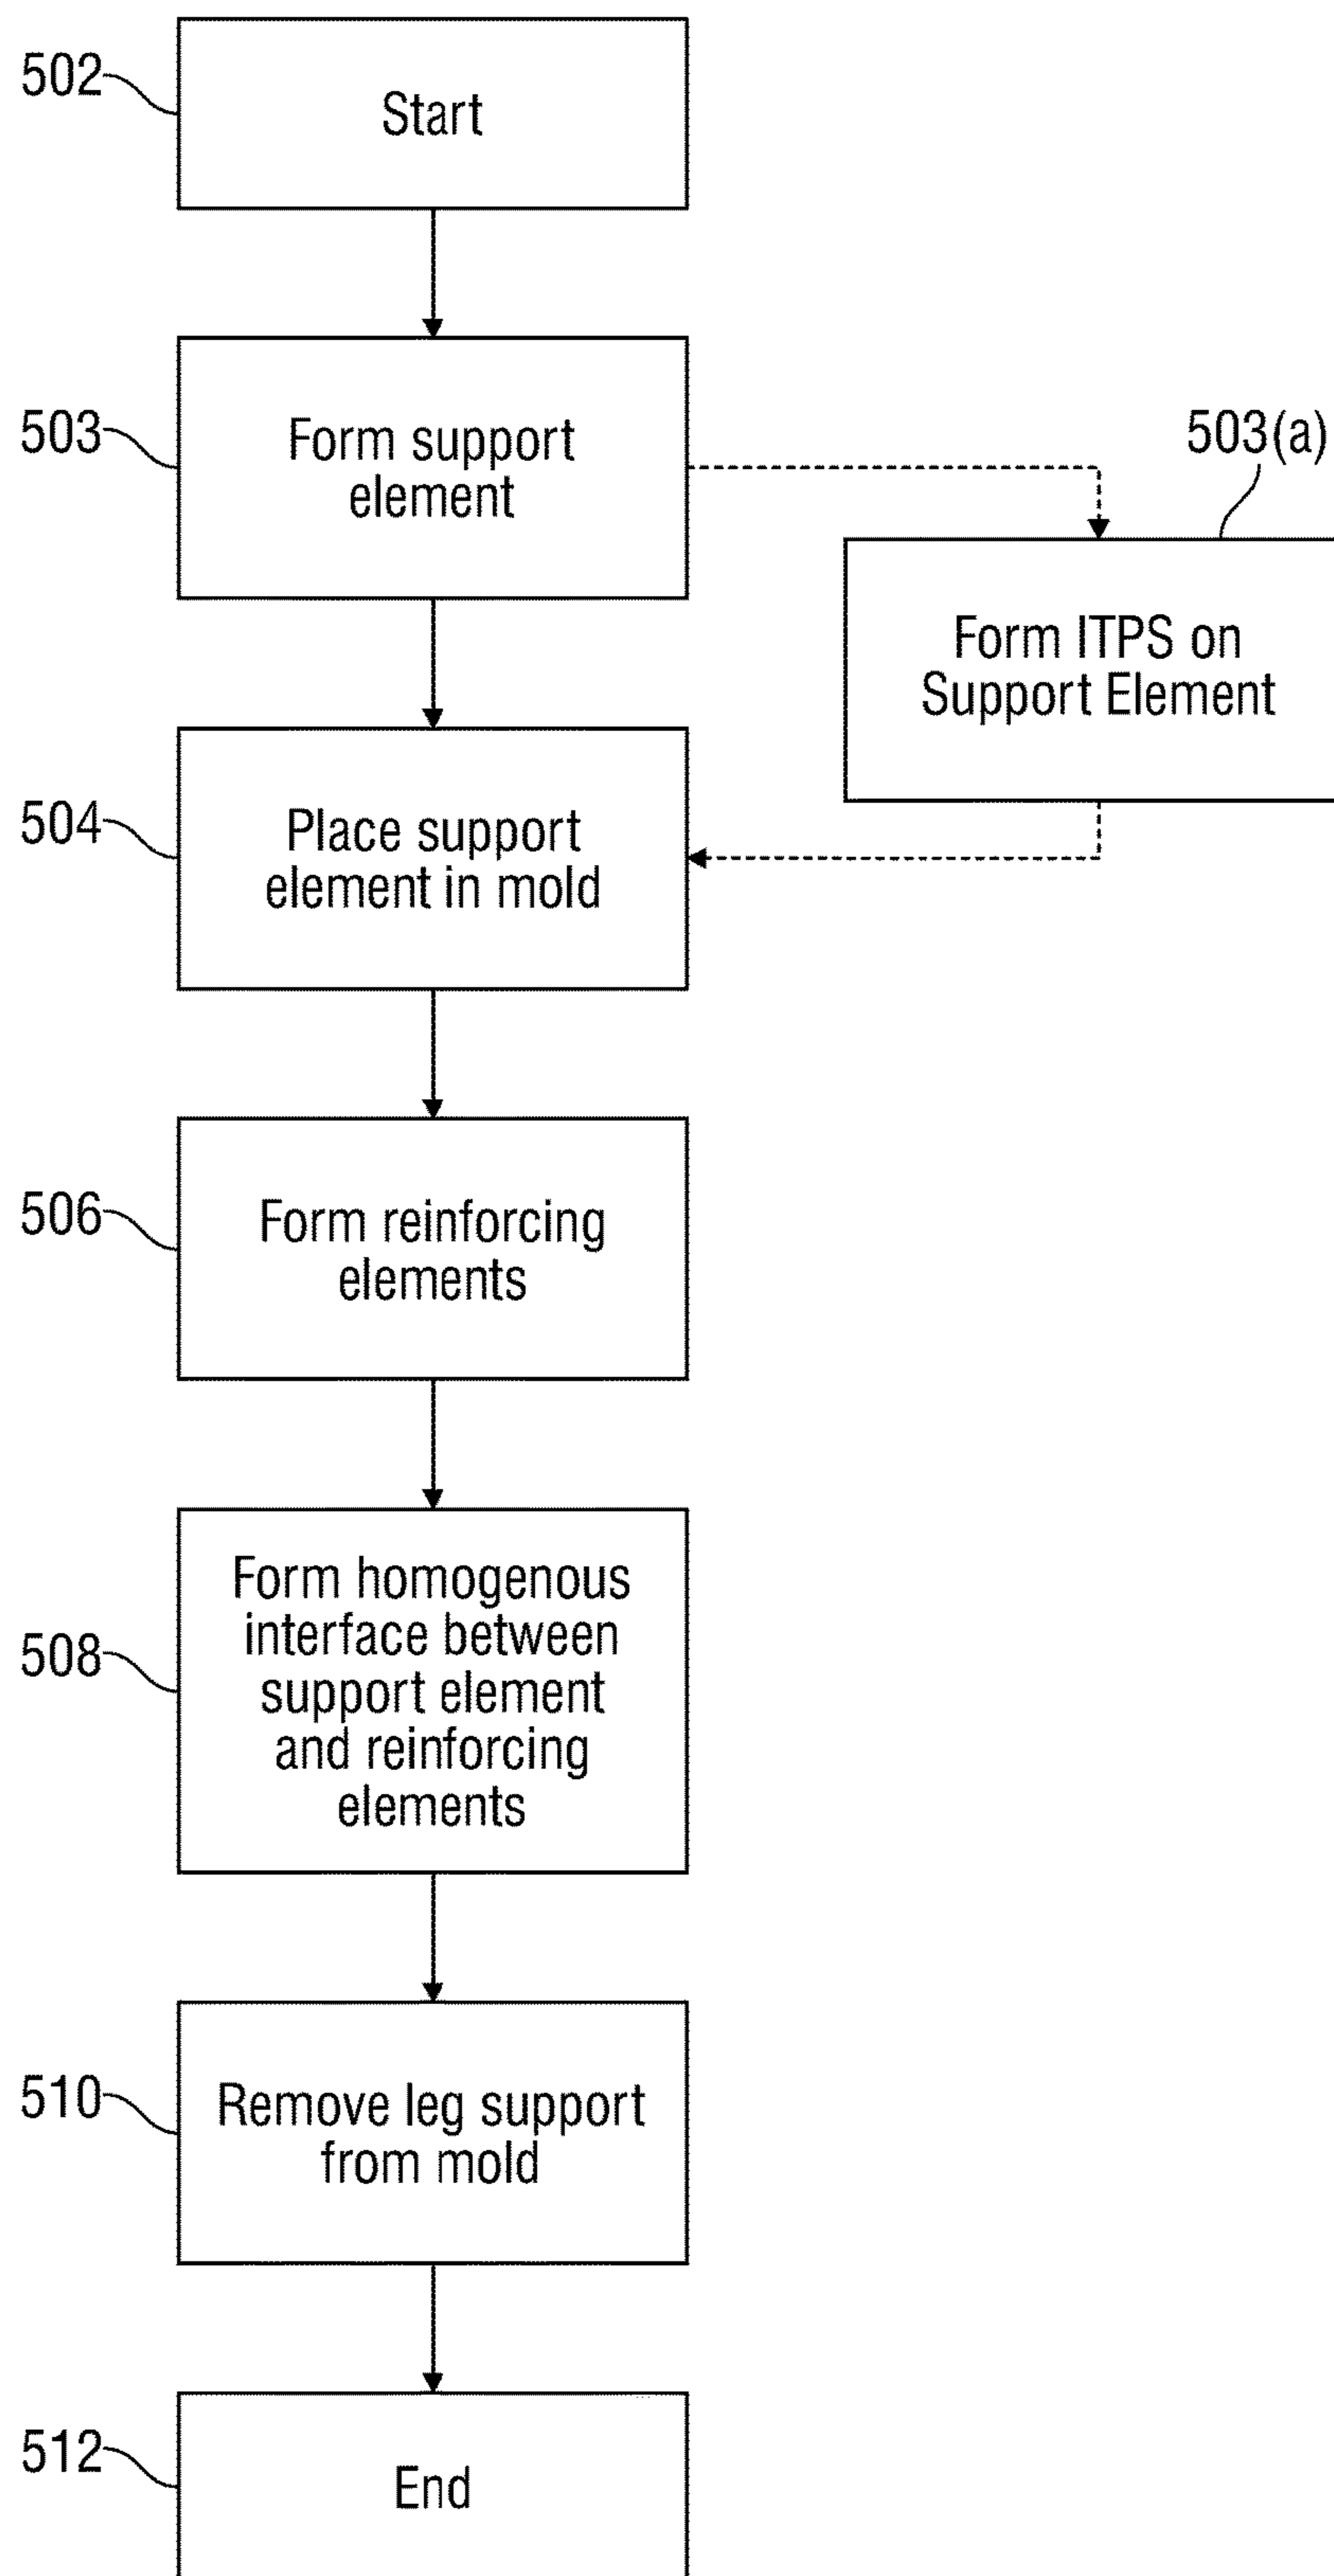 502
Start
503
Form support
element
503(a)
Form ITPS on
Support Element
504
Place support
element in mold
506
Form reinforcing
elements
508
Form homogenous
interface between
support element
and reinforcing
elements
510
Remove leg support
from mold
512
End